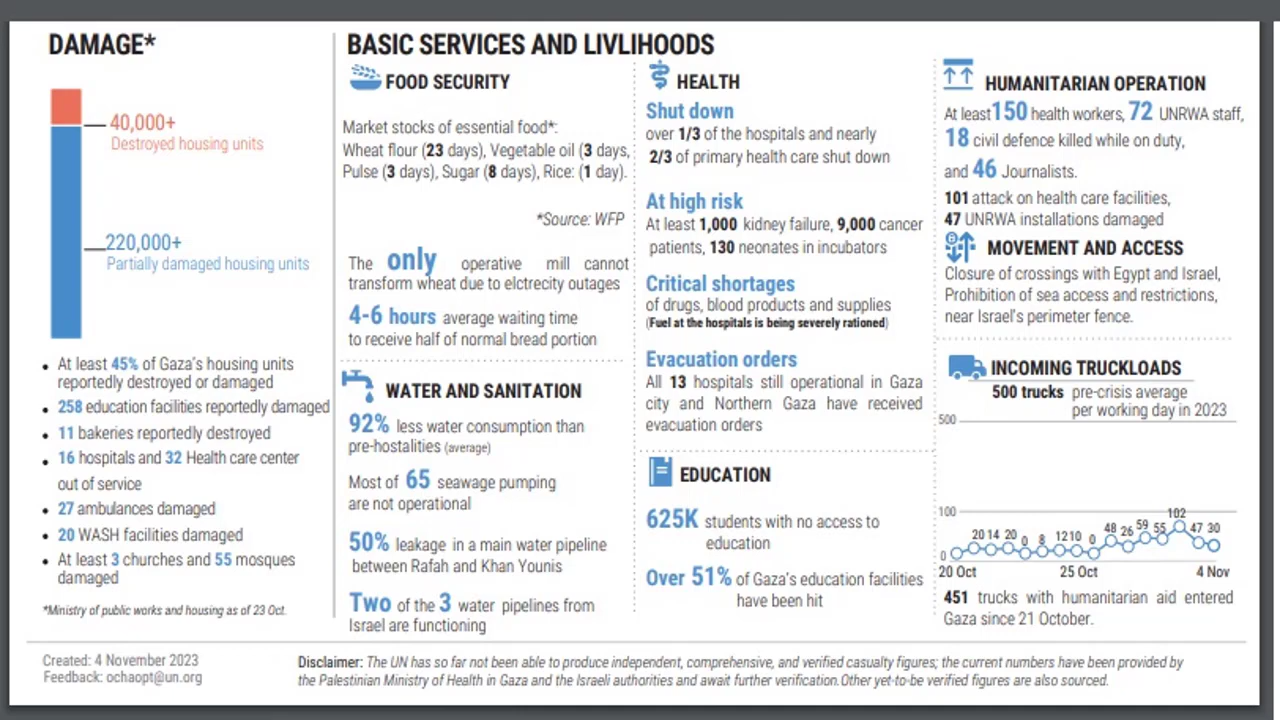 DAMAGE*
40,000+
Destroyed housing units
220,000+
Partially damaged housing units
At least 45% of Gaza's housing units
reportedly destroyed or damaged
258 education facilities reportedly damaged
11 bakeries reportedly destroyed
16 hospitals and 32 Health care center
out of service
27 ambulances damaged
20 WASH facilities damaged
At least 3 churches and 55 mosques
damaged
*Ministry of public works and housing as of 23 Oct.
BASIC SERVICES AND LIVLIHOODS
FOOD SECURITY
Market stocks of essential food*:
Wheat flour (23 days), Vegetable oil (3 days,
Pulse (3 days), Sugar (8 days), Rice: (1 day).
*Source: WFP
The only operative mill cannot
transform wheat due to elctrecity outages
4-6 hours average waiting time
to receive half of normal bread portion
WATER AND SANITATION
92% less water consumption than
pre-hostalities (average)
Most of 65 seawage pumping
are not operational
50% leakage in a main water pipeline
between Rafah and Khan Younis
Two of the 3 water pipelines from
Israel are functioning
HEALTH
Shut down
over 1/3 of the hospitals and nearly
2/3 of primary health care shut down
At high risk
At least 1,000 kidney failure, 9,000 cancer
patients, 130 neonates in incubators
Critical shortages
of drugs, blood products and supplies
(Fuel at the hospitals is being severely rationed)
Evacuation orders
All 13 hospitals still operational in Gaza
city and Northern Gaza have received
evacuation orders
EDUCATION
625K students with no access to
education
Over 51% of Gaza's education facilities
have been hit
HUMANITARIAN OPERATION
At least 150 health workers, 72 UNRWA staff,
18 civil defence killed while on duty,
and 46 Journalists.
101 attack on health care facilities,
47 UNRWA installations damaged
MOVEMENT AND ACCESS
Closure of crossings with Egypt and Israel,
Prohibition of sea access and restrictions,
near Israel's perimeter fence.
INCOMING TRUCKLOADS
500 trucks pre-crisis average
per working day in 2023
500
100
0
20 14 20 0 8 12 10 0 48 26 59 55 102 47 30
20 Oct 25 Oct 4 Nov
451 trucks with humanitarian aid entered
Gaza since 21 October.
Created: 4 November 2023
Feedback: ochaopt@un.org
Disclaimer: The UN has so far not been able to produce independent, comprehensive, and verified casualty figures; the current numbers have been provided by
the Palestinian Ministry of Health in Gaza and the Israeli authorities and await further verification. Other yet-to-be verified figures are also sourced.